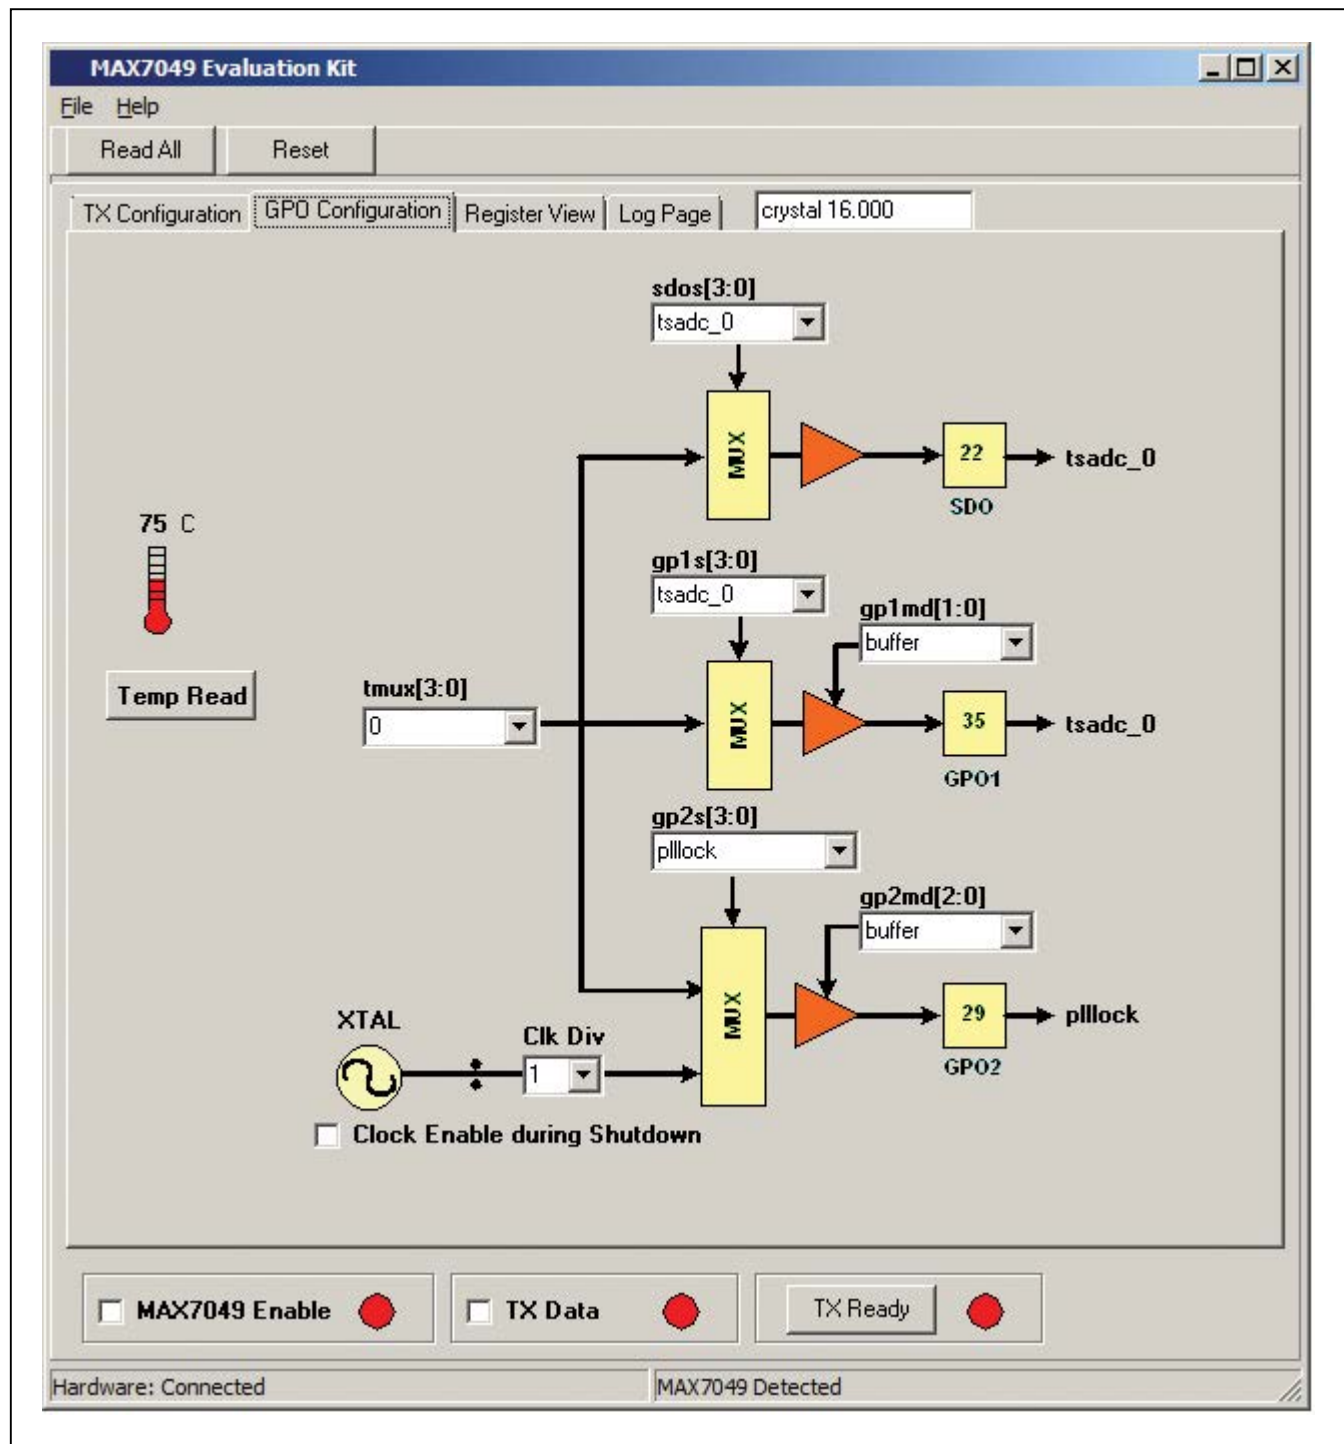 MAX7049 Evaluation Kit
File Help
Read All Reset
TX Configuration GPO Configuration Register View Log Page crystal 16.000
sdos[3:0]
tsadc_0
MUX
22
tsadc_0
SDO
75 C
Temp Read
gp1s[3:0]
tsadc_0
gp1md[1:0]
buffer
tmux[3:0]
0
MUX
35
tsadc_0
GPO1
gp2s[3:0]
plllock
gp2md[2:0]
buffer
MUX
29
plllock
GPO2
XTAL
Clk Div
1
Clock Enable during Shutdown
MAX7049 Enable TX Data TX Ready
Hardware: Connected MAX7049 Detected